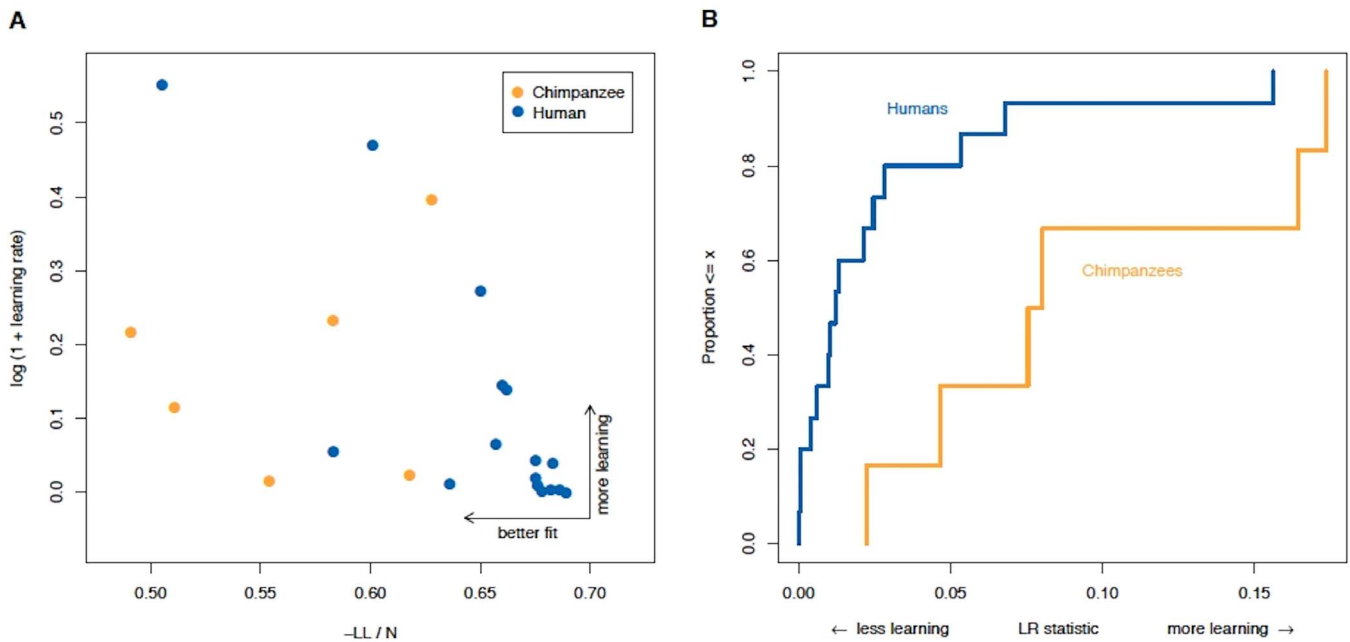 A
Chimpanzee
Human
log (1 + learning rate)
0.5
0.4
0.3
0.2
0.1
0.0
more learning
better fit
0.50 0.55 0.60 0.65 0.70
–LL / N
B
Humans
Chimpanzees
Proportion <= x
1.0
0.8
0.6
0.4
0.2
0.0
0.00 0.05 0.10 0.15
← less learning LR statistic more learning →